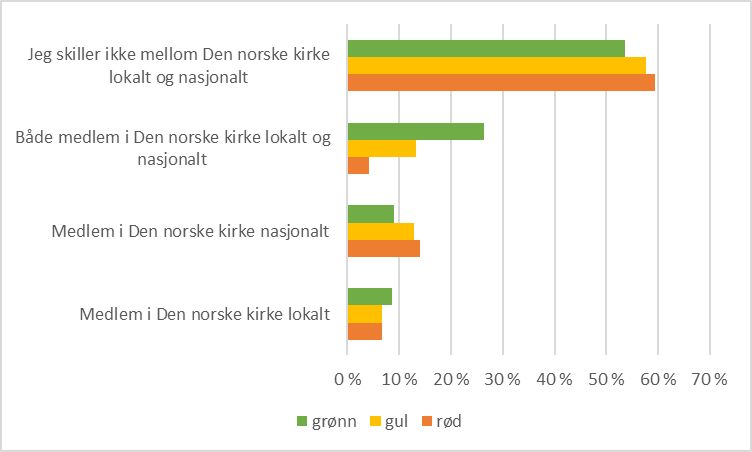 Jeg skiller ikke mellom Den norske kirke
lokalt og nasjonalt
Både medlem i Den norske kirke lokalt og
nasjonalt
Medlem i Den norske kirke nasjonalt
Medlem i Den norske kirke lokalt
0 % 10 % 20 % 30 % 40 % 50 % 60 % 70 %
grønn gul rød